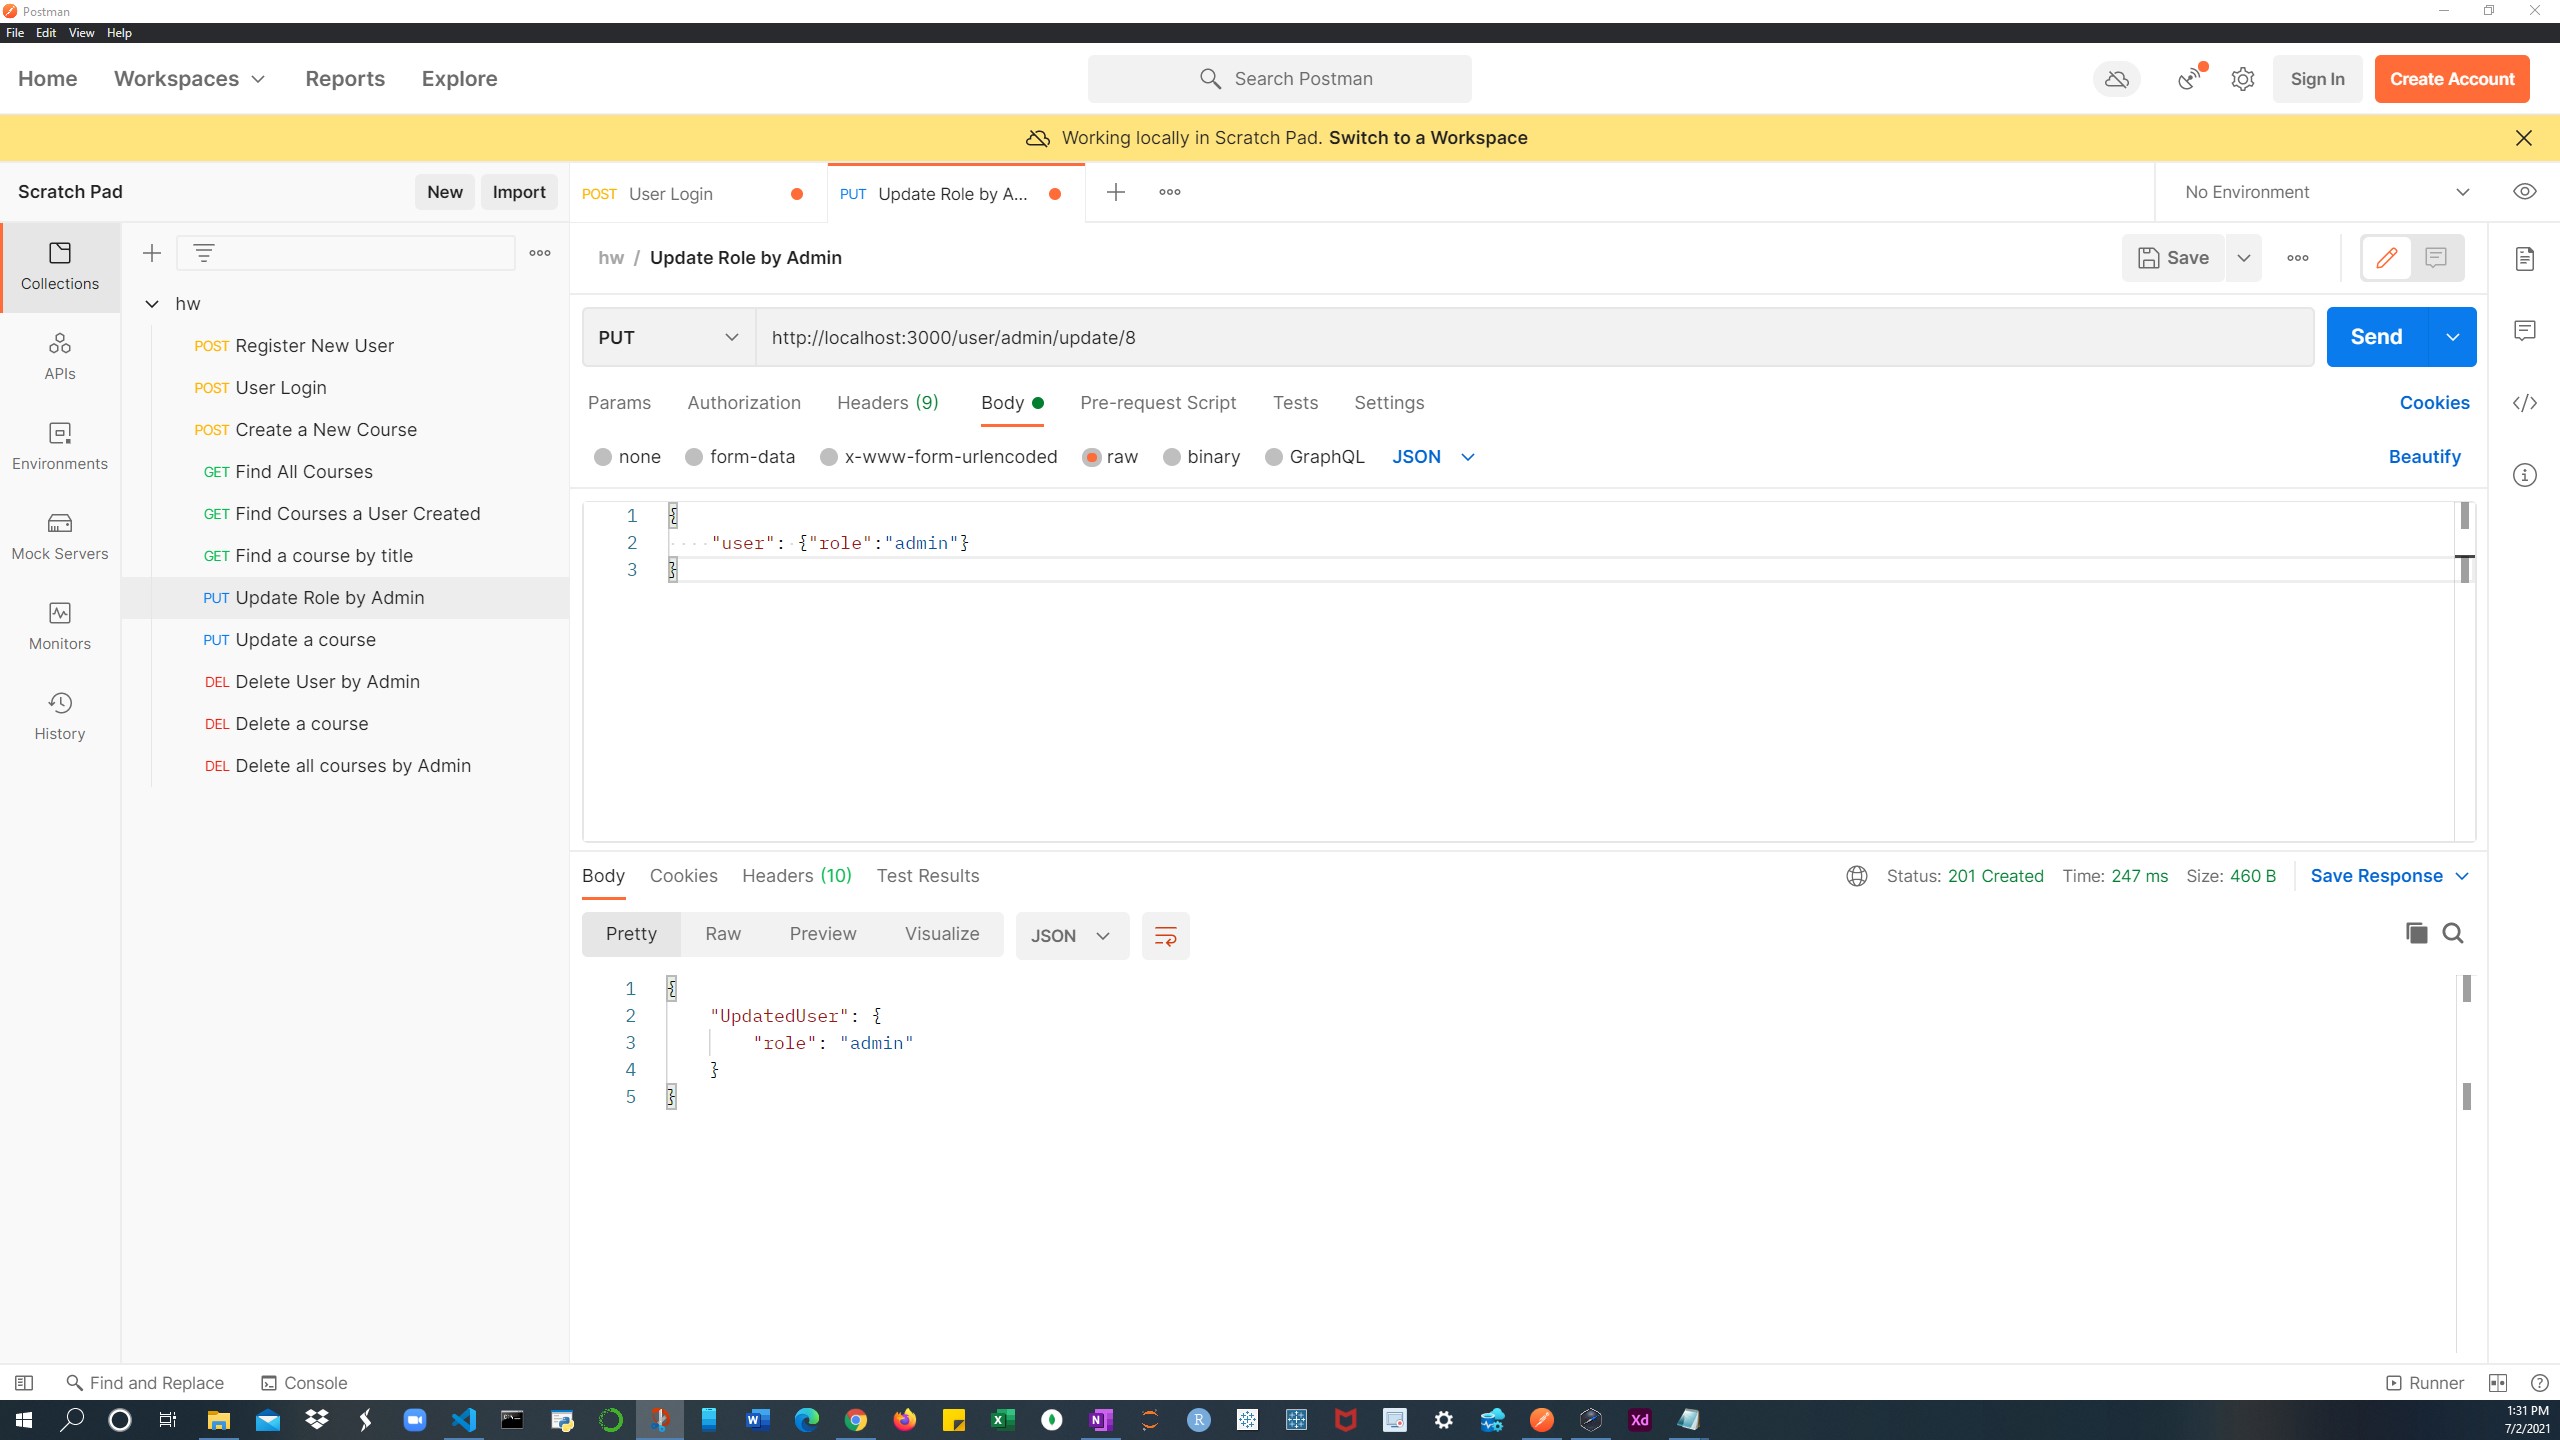 Postman
File Edit View Help
Home Workspaces Reports Explore
Search Postman
Sign In Create Account
Working locally in Scratch Pad. Switch to a Workspace
Scratch Pad New Import
POST User Login PUT Update Role by A... No Environment
Collections
APIs
Environments
Mock Servers
Monitors
History
hw
POST Register New User
POST User Login
POST Create a New Course
GET Find All Courses
GET Find Courses a User Created
GET Find a course by title
PUT Update Role by Admin
PUT Update a course
DEL Delete User by Admin
DEL Delete a course
DEL Delete all courses by Admin
hw / Update Role by Admin
Save
PUT http://localhost:3000/user/admin/update/8 Send
Params Authorization Headers (9) Body Pre-request Script Tests Settings Cookies
none form-data x-www-form-urlencoded raw binary GraphQL JSON Beautify
1 {
2 "user": {"role":"admin"}
3 }
Body Cookies Headers (10) Test Results Status: 201 Created Time: 247 ms Size: 460 B Save Response
Pretty Raw Preview Visualize JSON
1 {
2 "UpdatedUser": {
3 "role": "admin"
4 }
5 }
Find and Replace Console Runner
Xd
1:31 PM
7/2/2021